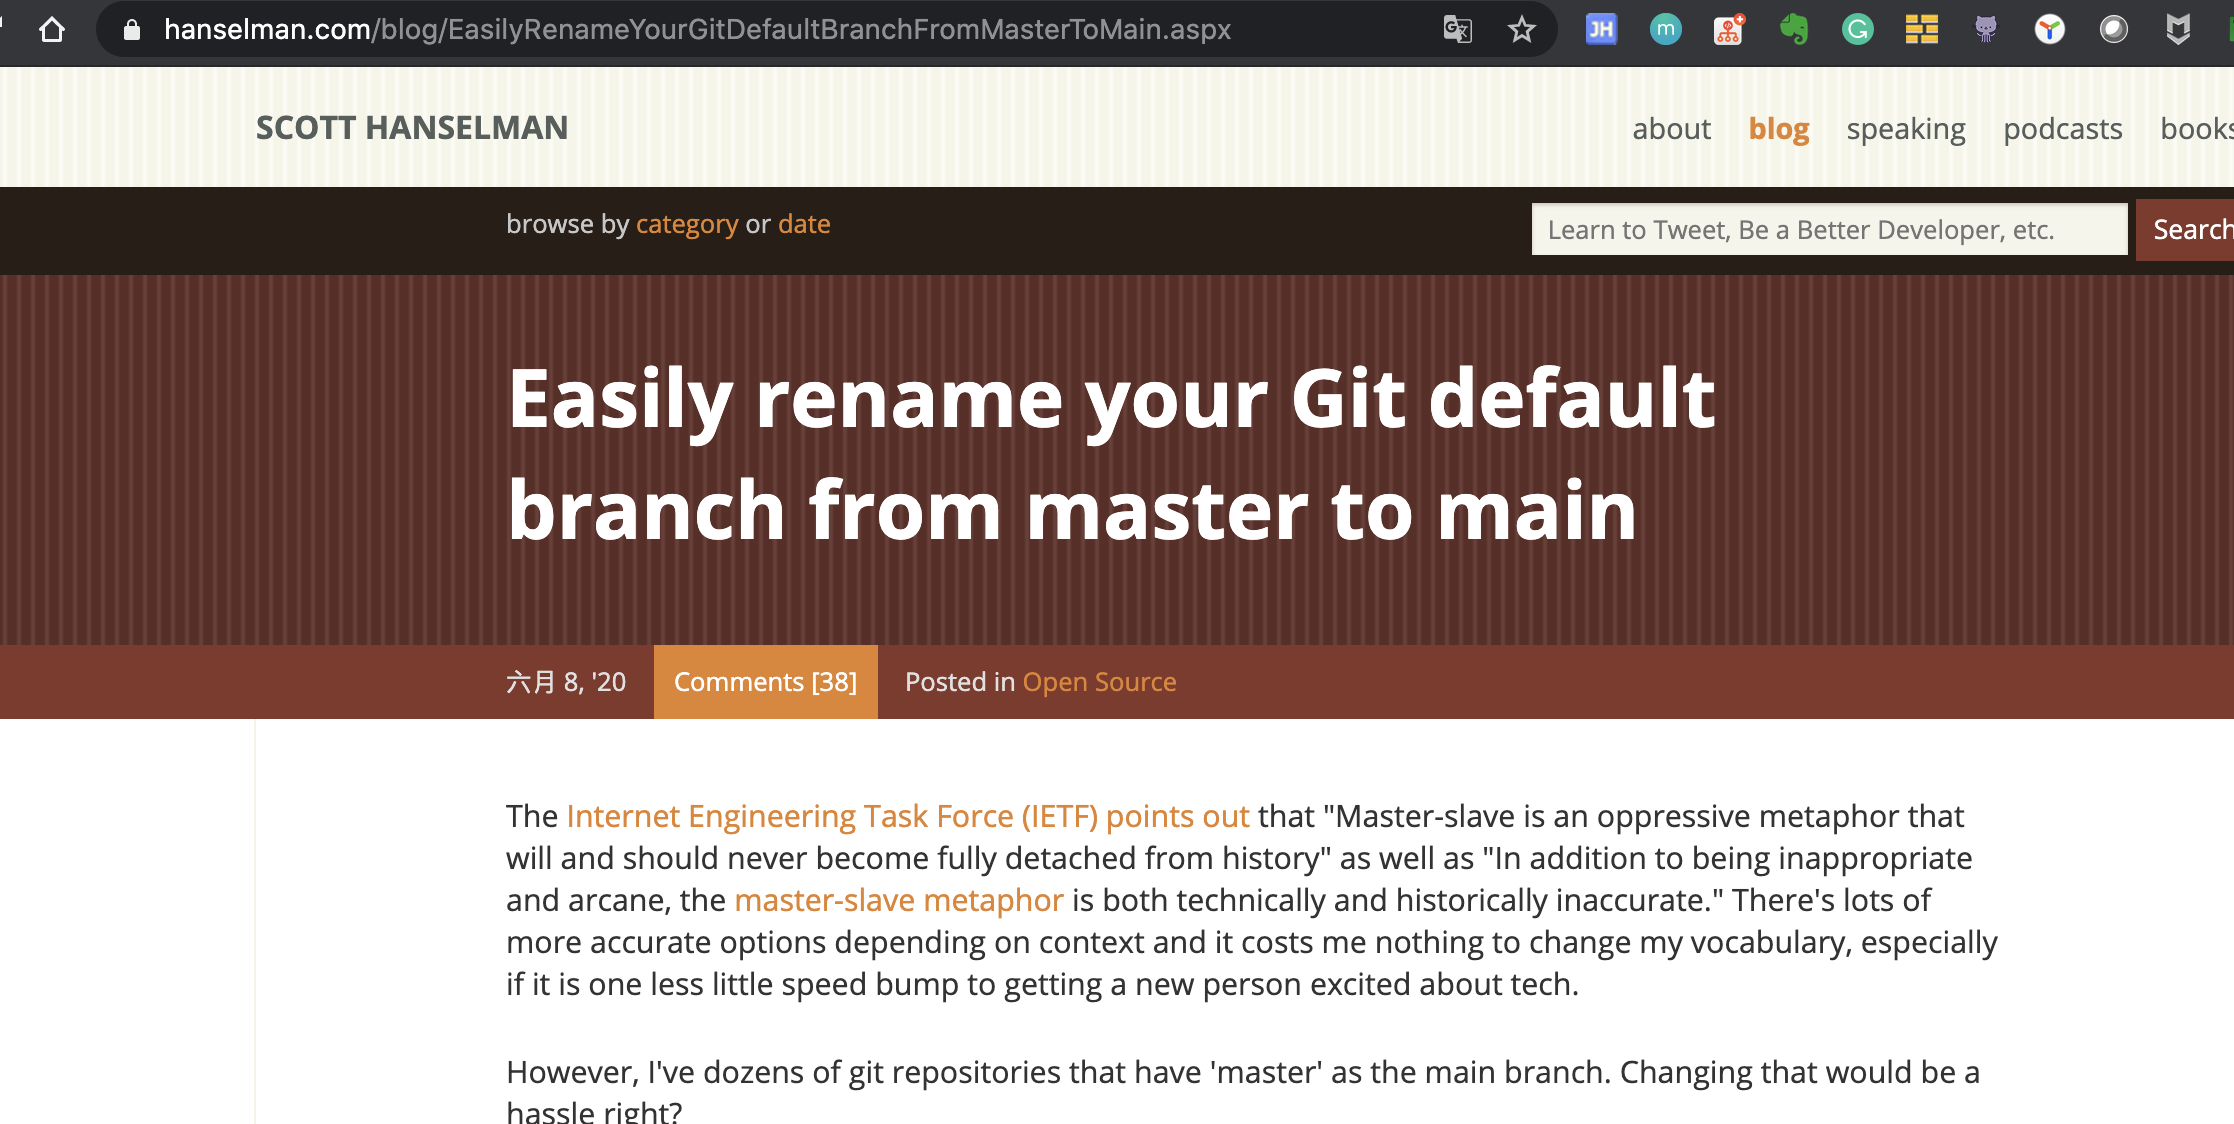 hanselman.com/blog/EasilyRenameYourGitDefaultBranchFromMasterToMain.aspx
JH
m
G
SCOTT HANSELMAN
about blog speaking podcasts books
browse by category or date
Learn to Tweet, Be a Better Developer, etc.
Search
Easily rename your Git default
branch from master to main
六月 8, '20
Comments [38]
Posted in Open Source
The Internet Engineering Task Force (IETF) points out that "Master-slave is an oppressive metaphor that
will and should never become fully detached from history" as well as "In addition to being inappropriate
and arcane, the master-slave metaphor is both technically and historically inaccurate." There's lots of
more accurate options depending on context and it costs me nothing to change my vocabulary, especially
if it is one less little speed bump to getting a new person excited about tech.
However, I've dozens of git repositories that have 'master' as the main branch. Changing that would be a
hassle right?